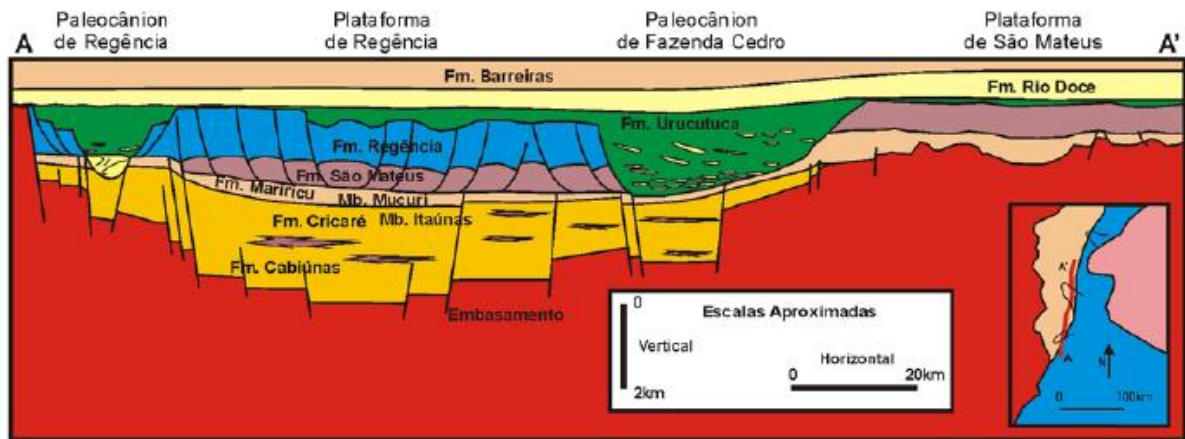 A
Paleocânion
de Regência
Plataforma
de Regência
Paleocânion
de Fazenda Cedro
Plataforma
de São Mateus
A'
Fm. Barreiras
Fm. Rio Doce
Fm. Urucutuca
Fm. Regência
Fm. São Mateus
Fm. Mariricu
Mb. Mucuri
Fm. Cricaré
Mb. Itaúnas
Fm. Cabiúnas
Embasamento
0
Vertical
2km
Escalas Aproximadas
Horizontal
0
20km
A'
A
N
0
100km